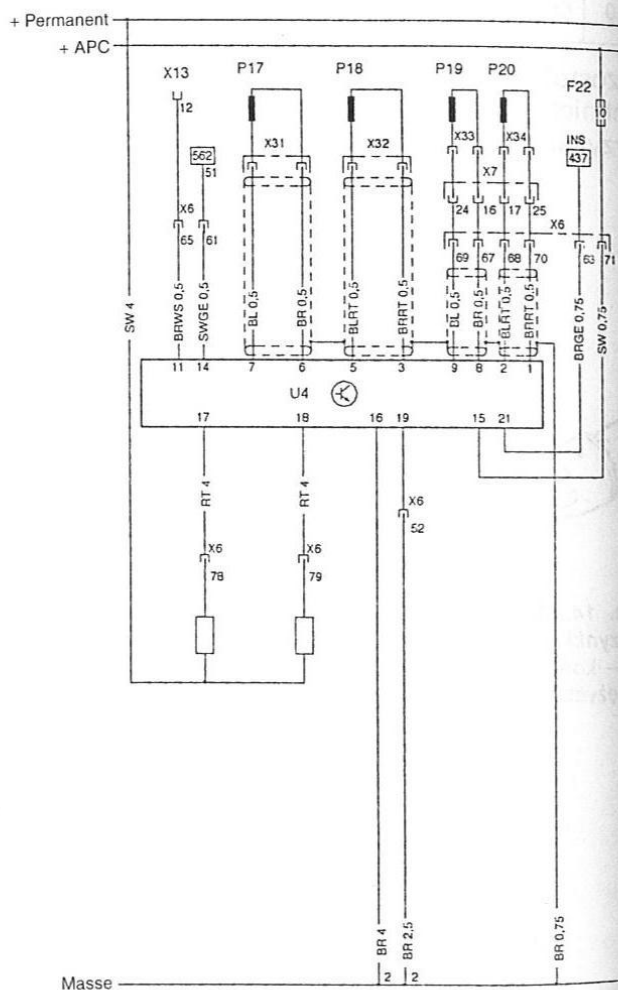 + Permanent
+ APC
X13 P17 P18 P19 P20 F22
12 10
562 X31 X32 X33 X34 INS
51 437
X7
24 16 17 25
X6 X6
65 61 69 67 68 70 63 71
SW 4 BRWS 0,5 SWGE 0,5 BL 0,5 BR 0,5 BLRT 0,5 BRRT 0,5 BL 0,5 BR 0,5 BLRT 0,5 BRRT 0,5 BRGE 0,75 SW 0,75
11 14 7 6 5 3 9 8 2 1
U4
17 18 16 19 15 21
RT 4 RT 4
X6 X6 X6
78 79 52
BR 4 BR 2,5 BR 0,75
2 2
Masse